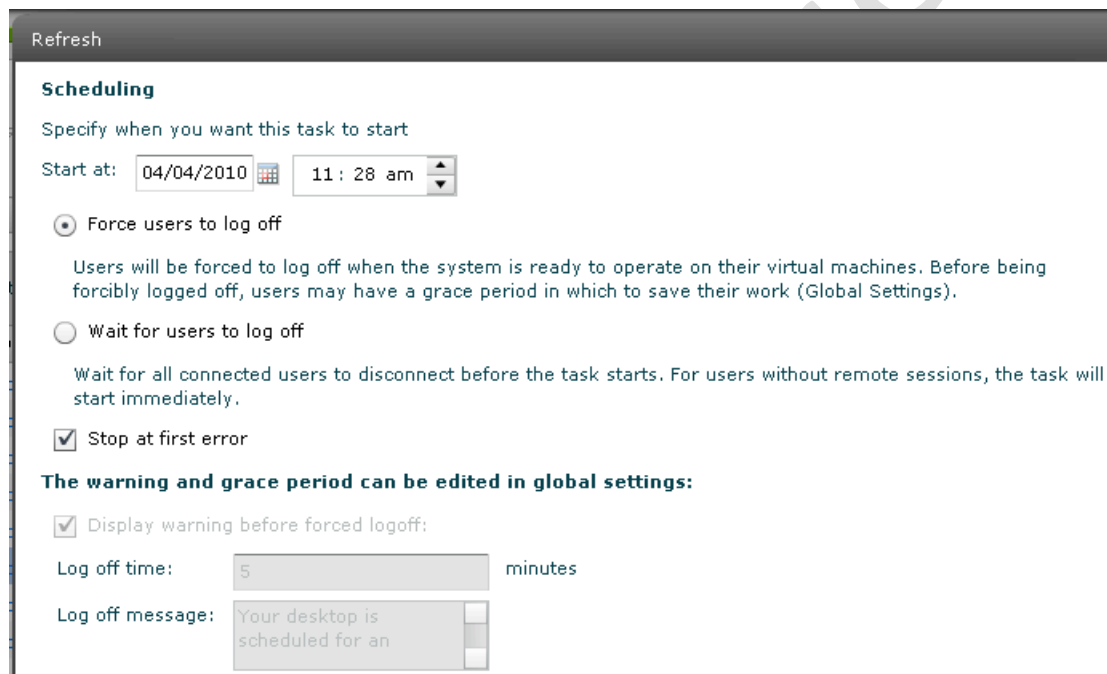 Refresh
Scheduling
Specify when you want this task to start
Start at: 04/04/2010 11 : 28 am
Force users to log off
Users will be forced to log off when the system is ready to operate on their virtual machines. Before being
forcibly logged off, users may have a grace period in which to save their work (Global Settings).
Wait for users to log off
Wait for all connected users to disconnect before the task starts. For users without remote sessions, the task will
start immediately.
Stop at first error
The warning and grace period can be edited in global settings:
Display warning before forced logoff:
Log off time: 5 minutes
Log off message: Your desktop is
scheduled for an